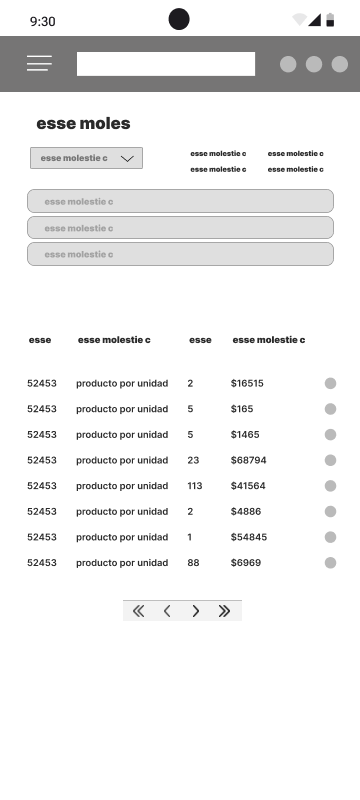 9:30
esse moles
esse molestie c
esse molestie c esse molestie c
esse molestie c esse molestie c
esse molestie c
esse molestie c
esse molestie c
esse esse molestie c esse esse molestie c
52453 producto por unidad 2 $16515
52453 producto por unidad 5 $165
52453 producto por unidad 5 $1465
52453 producto por unidad 23 $68794
52453 producto por unidad 113 $41564
52453 producto por unidad 2 $4886
52453 producto por unidad 1 $54845
52453 producto por unidad 88 $6969